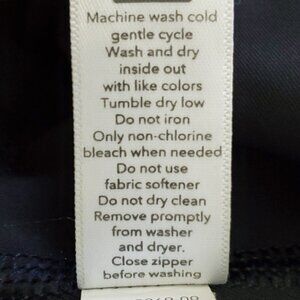 Machine wash cold
gentle cycle
Wash and dry
inside out
with like colors
Tumble dry low
Do not iron
Only non-chlorine
bleach when needed
Do not use
fabric softener
Do not dry clean
Remove promptly
from washer
and dryer.
Close zipper
before washing